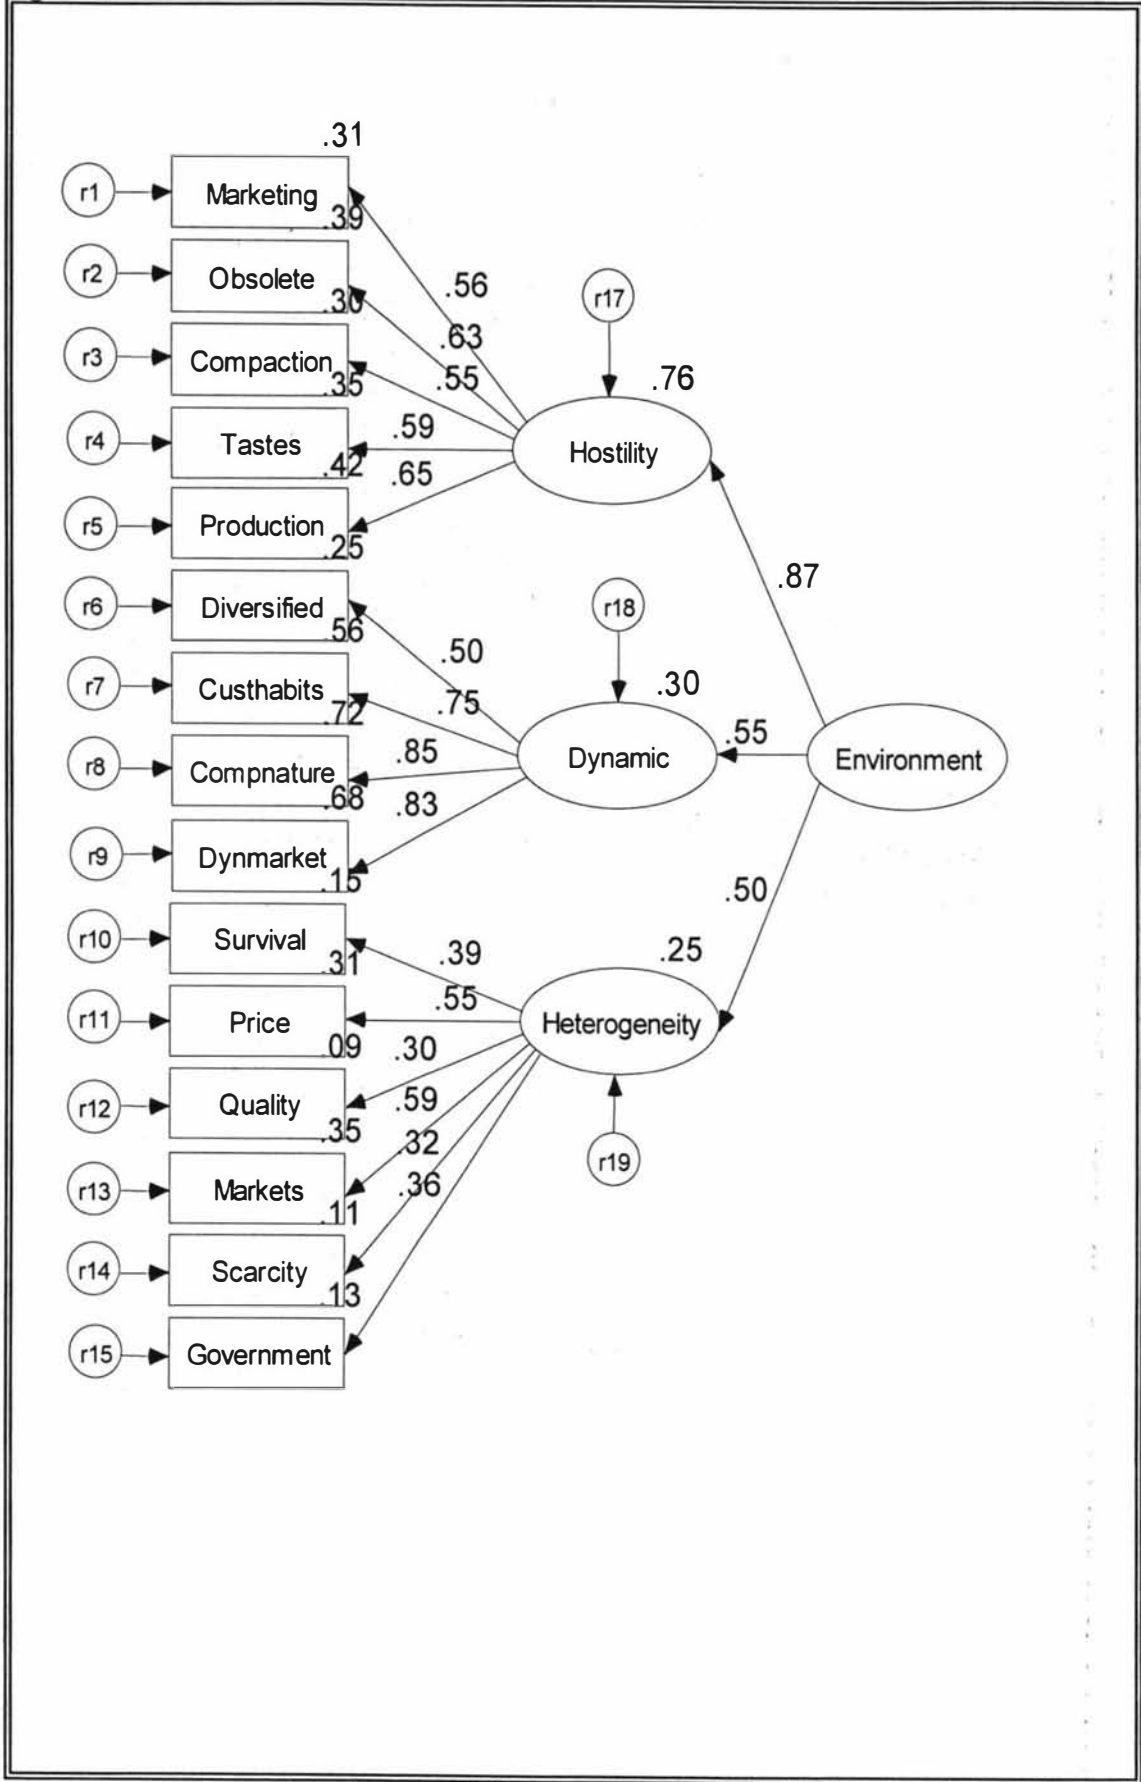 .31
r1 Marketing
.39
.56
r2 Obsolete
.30
r17
.63
r3 Compaction
.35
.55
.76
r4 Tastes
.59
Hostility
.42
.65
r5 Production
.25
.87
r6 Diversified
r18
.56
.50
r7 Custhabits
.30
.72
.75
.55
r8 Compnature
.85
Dynamic
Environment
.68
.83
r9 Dynmarket
.15
.50
r10 Survival
.39
.25
.31
.55
r11 Price
Heterogeneity
.09
.30
r12 Quality
.59
.35
.32
r19
r13 Markets
.36
.11
r14 Scarcity
.13
r15 Government